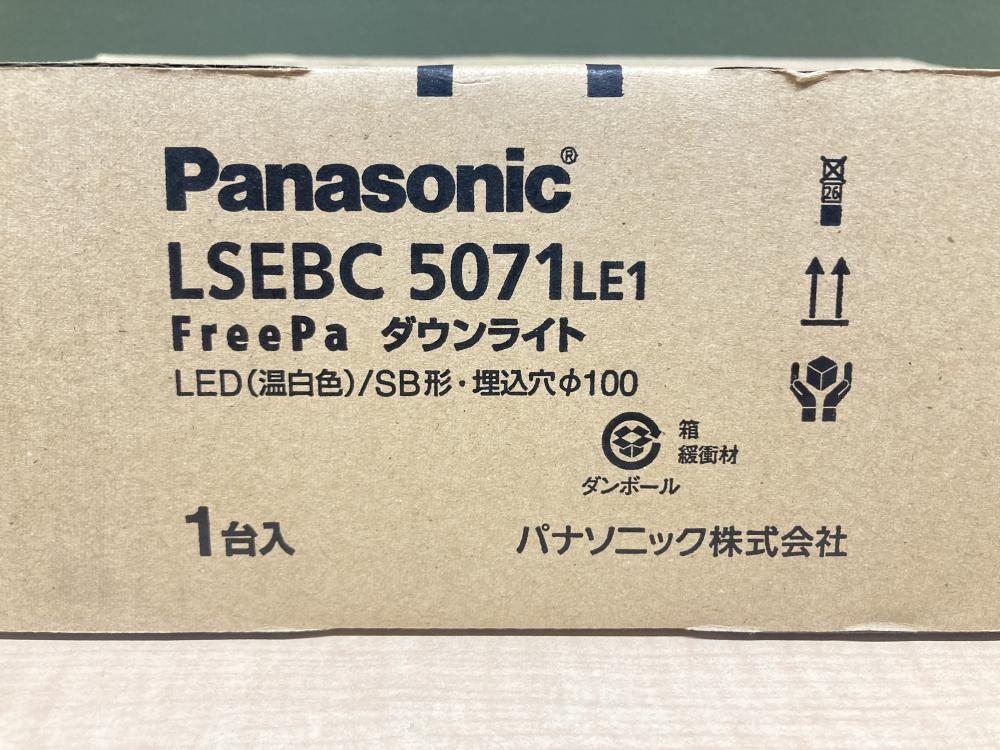 Panasonic®
LSEBC 5071LE1
FreePa ダウンライト
LED(温白色)/SB形・埋込穴φ100
26
箱
緩衝材
ダンボール
1台入
パナソニック株式会社